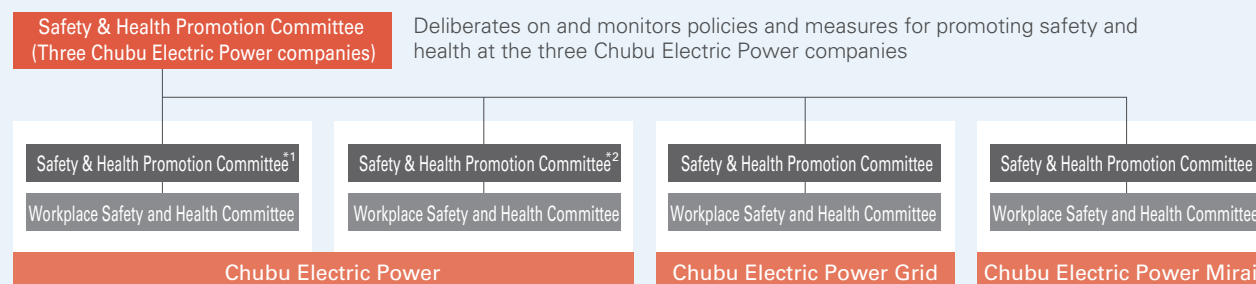 Safety & Health Promotion Committee
(Three Chubu Electric Power companies)
Deliberates on and monitors policies and measures for promoting safety and
health at the three Chubu Electric Power companies
Safety & Health Promotion Committee*1
Safety & Health Promotion Committee*2
Safety & Health Promotion Committee
Safety & Health Promotion Committee
Workplace Safety and Health Committee
Workplace Safety and Health Committee
Workplace Safety and Health Committee
Workplace Safety and Health Committee
Chubu Electric Power
Chubu Electric Power Grid
Chubu Electric Power Mirai